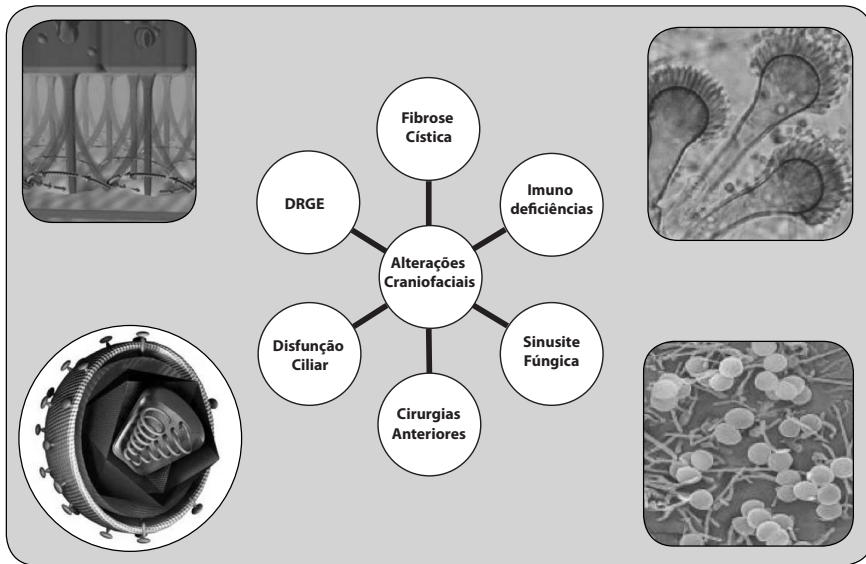 Fibrose
Cística
DRGE
Imuno
deficiências
Alterações
Craniofaciais
Disfunção
Ciliar
Sinusite
Fúngica
Cirurgias
Anteriores